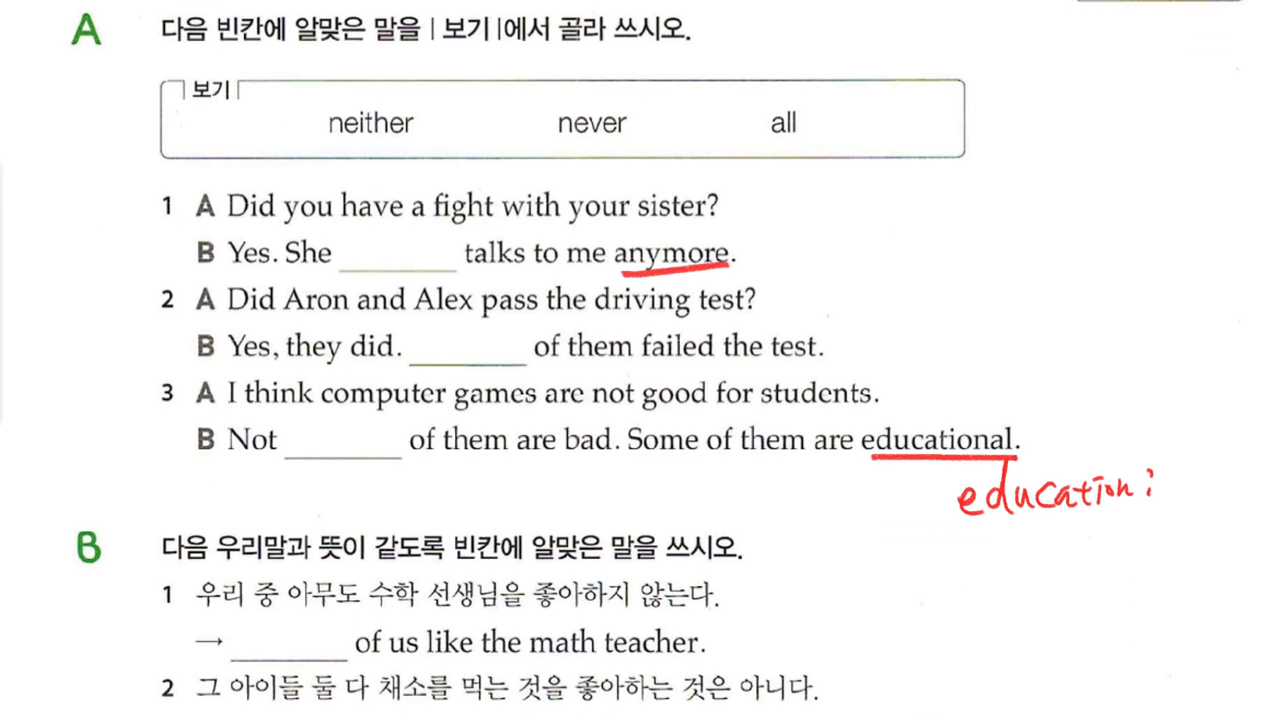 A 다음 빈칸에 알맞은 말을 | 보기 |에서 골라 쓰시오.
보기
neither never all
1 A Did you have a fight with your sister?
B Yes. She ________ talks to me anymore.
2 A Did Aron and Alex pass the driving test?
B Yes, they did. ________ of them failed the test.
3 A I think computer games are not good for students.
B Not ________ of them are bad. Some of them are educational.
education :
B 다음 우리말과 뜻이 같도록 빈칸에 알맞은 말을 쓰시오.
1 우리 중 아무도 수학 선생님을 좋아하지 않는다.
→ ________ of us like the math teacher.
2 그 아이들 둘 다 채소를 먹는 것을 좋아하는 것은 아니다.